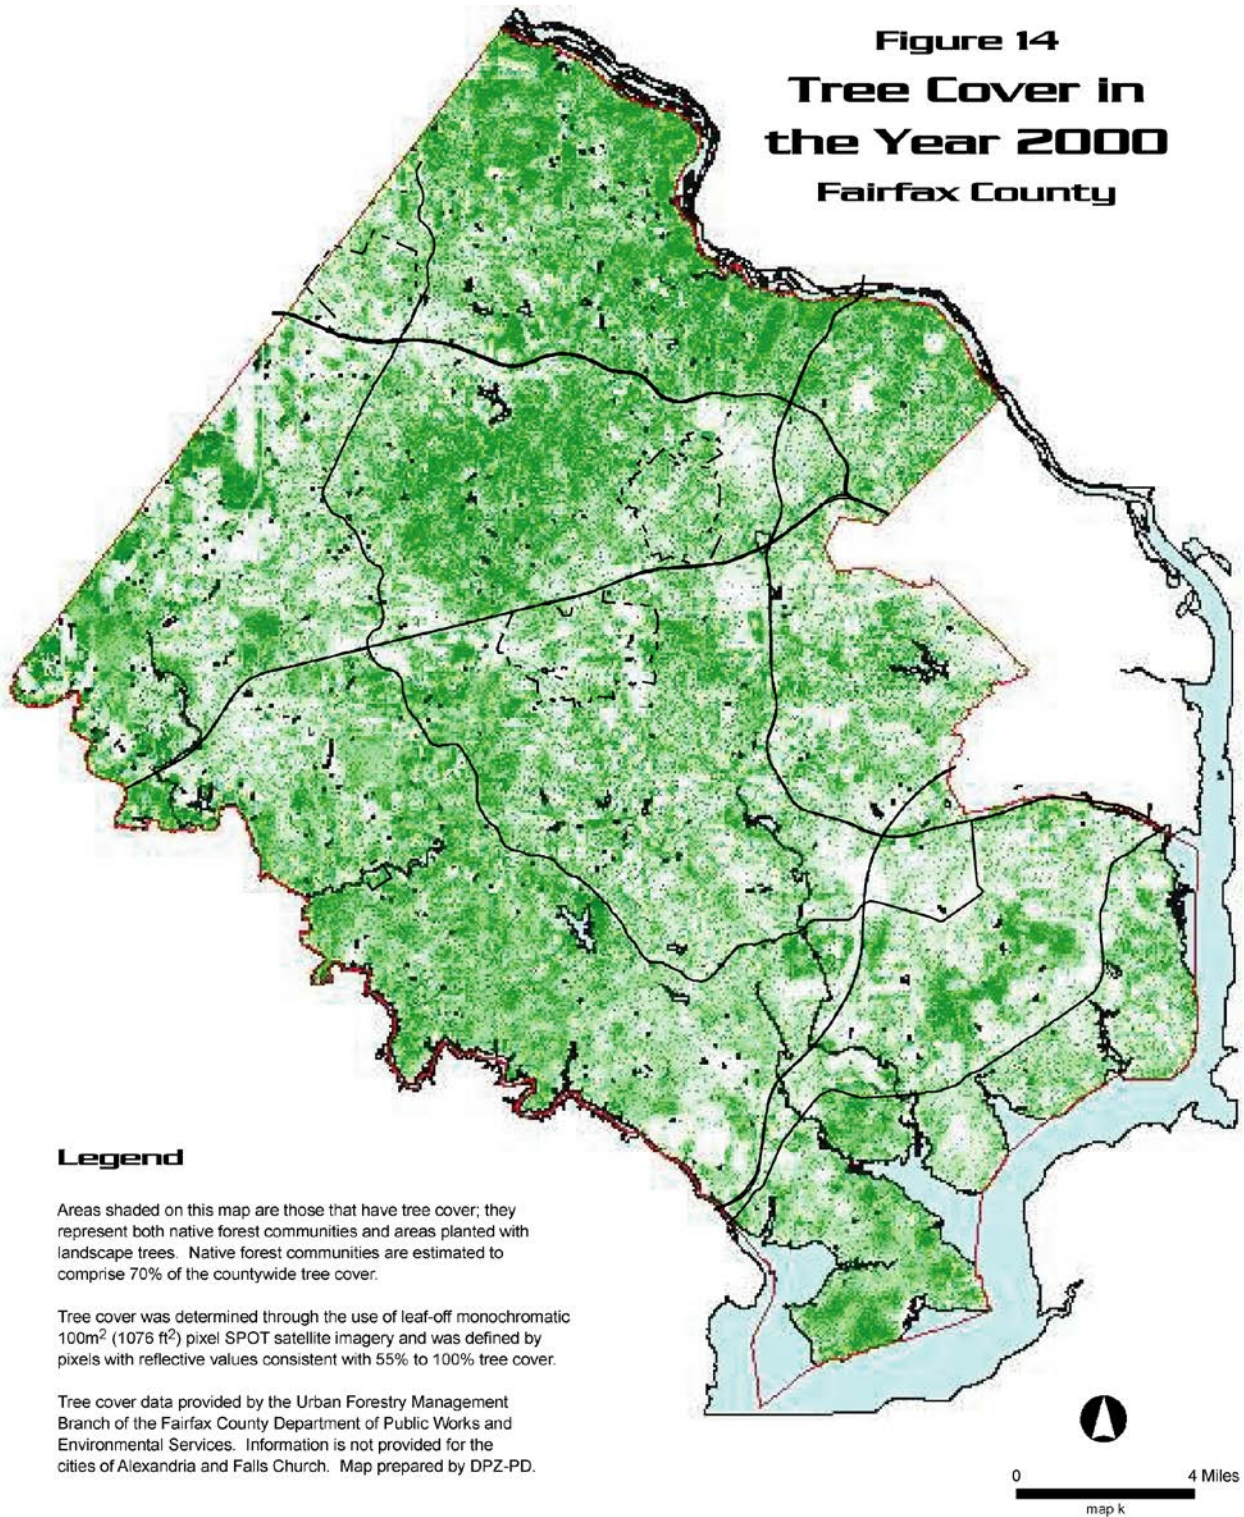 Figure 14
Tree Cover in
the Year 2000
Fairfax County
Legend
Areas shaded on this map are those that have tree cover; they
represent both native forest communities and areas planted with
landscape trees. Native forest communities are estimated to
comprise 70% of the countywide tree cover.
Tree cover was determined through the use of leaf-off monochromatic
100m² (1076 ft²) pixel SPOT satellite imagery and was defined by
pixels with reflective values consistent with 55% to 100% tree cover.
Tree cover data provided by the Urban Forestry Management
Branch of the Fairfax County Department of Public Works and
Environmental Services. Information is not provided for the
cities of Alexandria and Falls Church. Map prepared by DPZ-PD.
0 4 Miles
map k